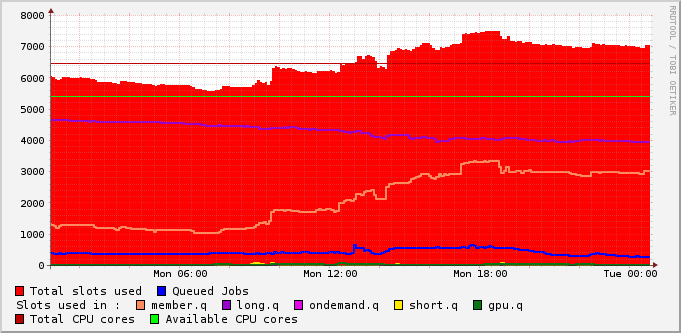 8000
7000
6000
5000
4000
3000
2000
1000
0
Mon 06:00 Mon 12:00 Mon 18:00 Tue 00:00
RRDTOOL / TOBI OETIKER
Total slots used Queued Jobs
Slots used in : member.q long.q ondemand.q short.q gpu.q
Total CPU cores Available CPU cores